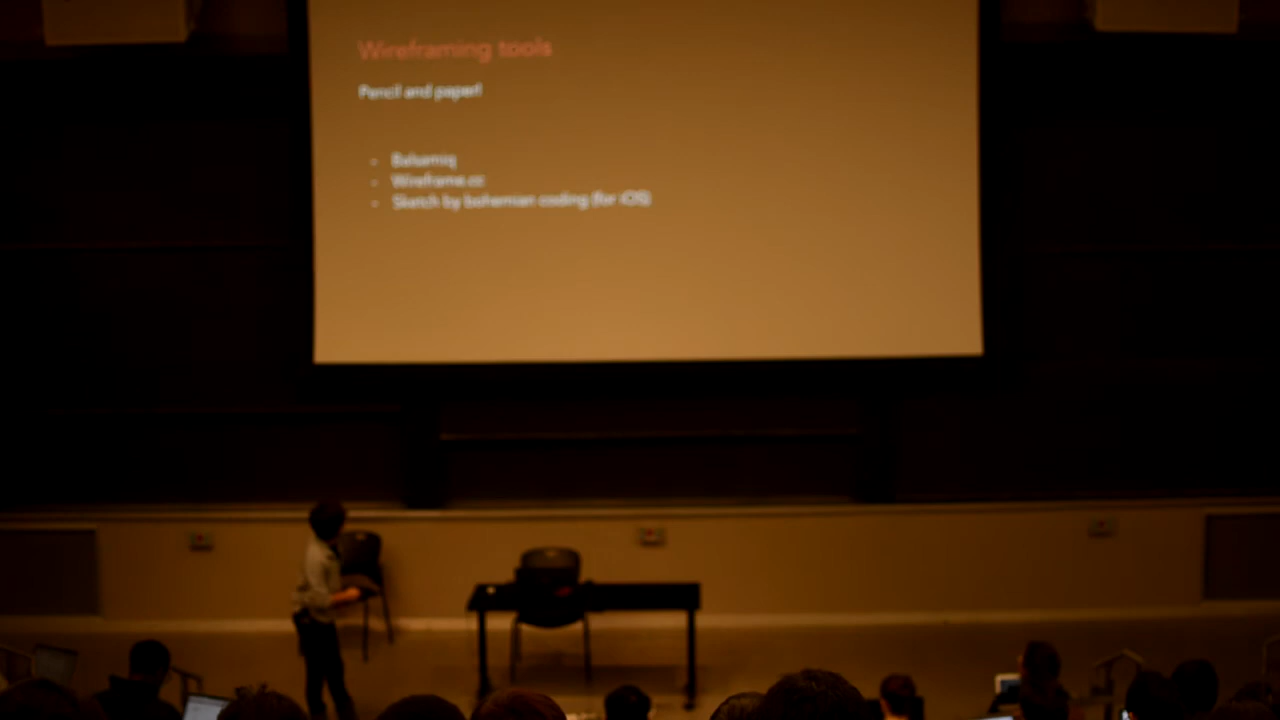 Wireframing tools
Pencil and paper!
- Balsamiq
- Wireframe.cc
- Sketch by bohemian coding (for iOS)